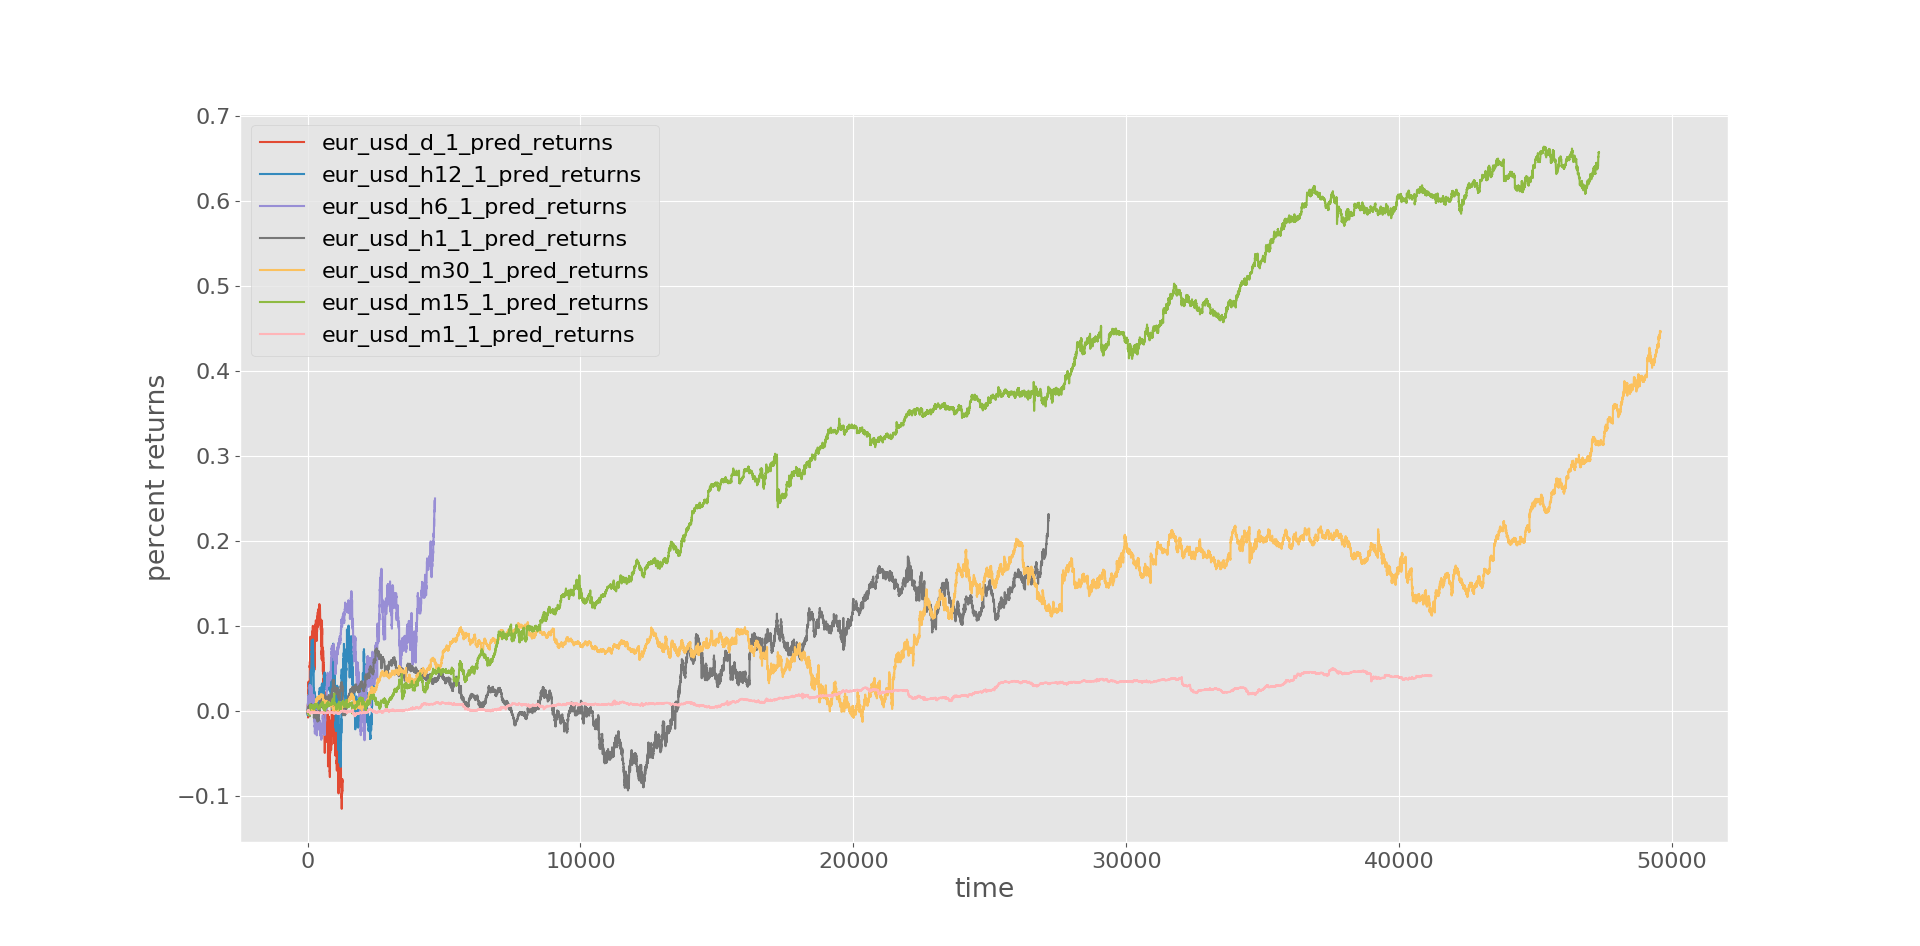 0.7
0.6
0.5
0.4
0.3
0.2
0.1
0.0
−0.1
percent returns
eur_usd_d_1_pred_returns
eur_usd_h12_1_pred_returns
eur_usd_h6_1_pred_returns
eur_usd_h1_1_pred_returns
eur_usd_m30_1_pred_returns
eur_usd_m15_1_pred_returns
eur_usd_m1_1_pred_returns
0 10000 20000 30000 40000 50000
time